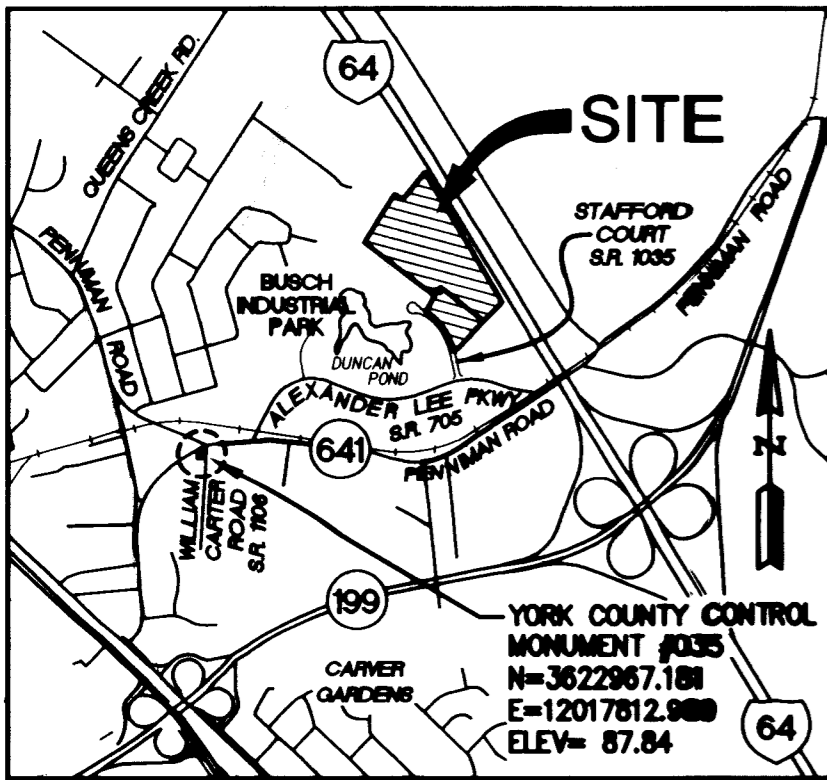 QUEENS CREEK RD.
64
SITE
PENNIMAN ROAD
STAFFORD
COURT
S.R. 1035
PENNIMAN ROAD
BUSCH
INDUSTRIAL
PARK
DUNCAN
POND
ALEXANDER LEE PKWY
S.R. 705
641
PENNIMAN ROAD
N
WILLIAM
CARTER
ROAD
S.R. 1106
199
YORK COUNTY CONTROL
MONUMENT #035
N=3622967.181
ELEV= 87.84
CARVER
GARDENS
64